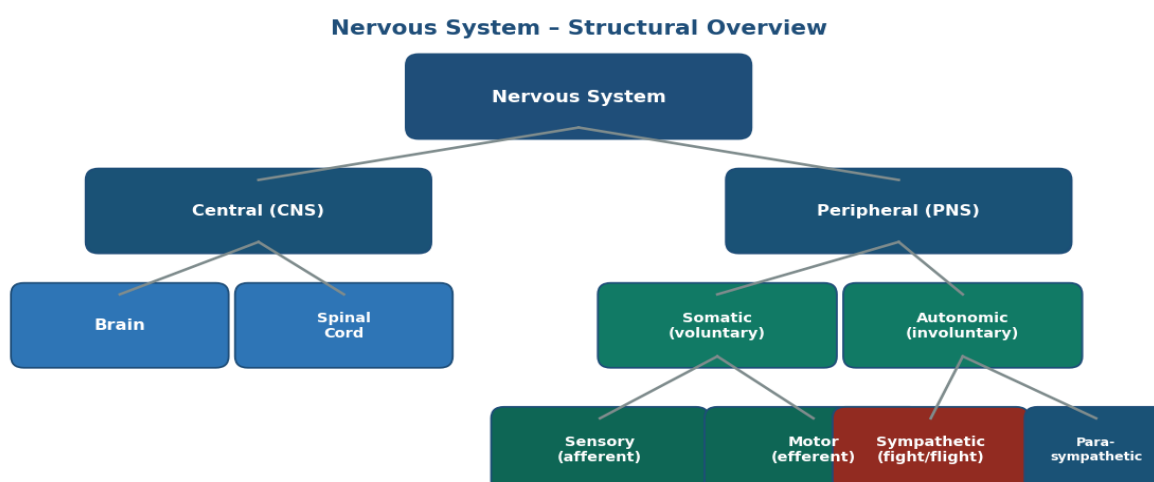 Nervous System – Structural Overview
Nervous System
Central (CNS)
Peripheral (PNS)
Brain
Spinal
Cord
Somatic
(voluntary)
Autonomic
(involuntary)
Sensory
(afferent)
Motor
(efferent)
Sympathetic
(fight/flight)
Para-
sympathetic